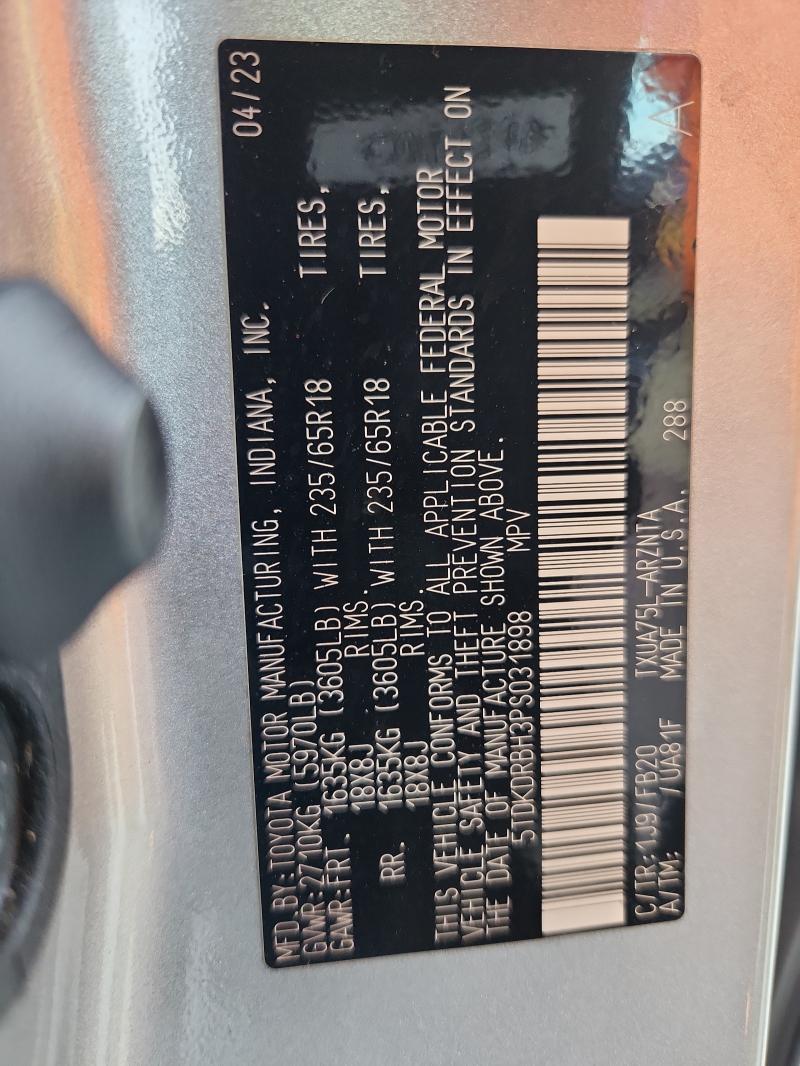 MFD BY:TOYOTA MOTOR MANUFACTURING, INDIANA, INC. 04/23
GVWR:2710KG (5970LB)
GAWR:FRT. 1635KG (3605LB) WITH 235/65R18 TIRES,
18X8J RIMS.
RR. 1635KG (3605LB) WITH 235/65R18 TIRES,
18X8J RIMS.
THIS VEHICLE CONFORMS TO ALL APPLICABLE FEDERAL MOTOR
VEHICLE SAFETY AND THEFT PREVENTION STANDARDS IN EFFECT ON
THE DATE OF MANUFACTURE SHOWN ABOVE.
5TDKDRBH3PS031898 MPV
C/TR:1J9/FB20 TXUA75L-ARZNTA
A/TM: /UA81F MADE IN U.S.A. 288 A